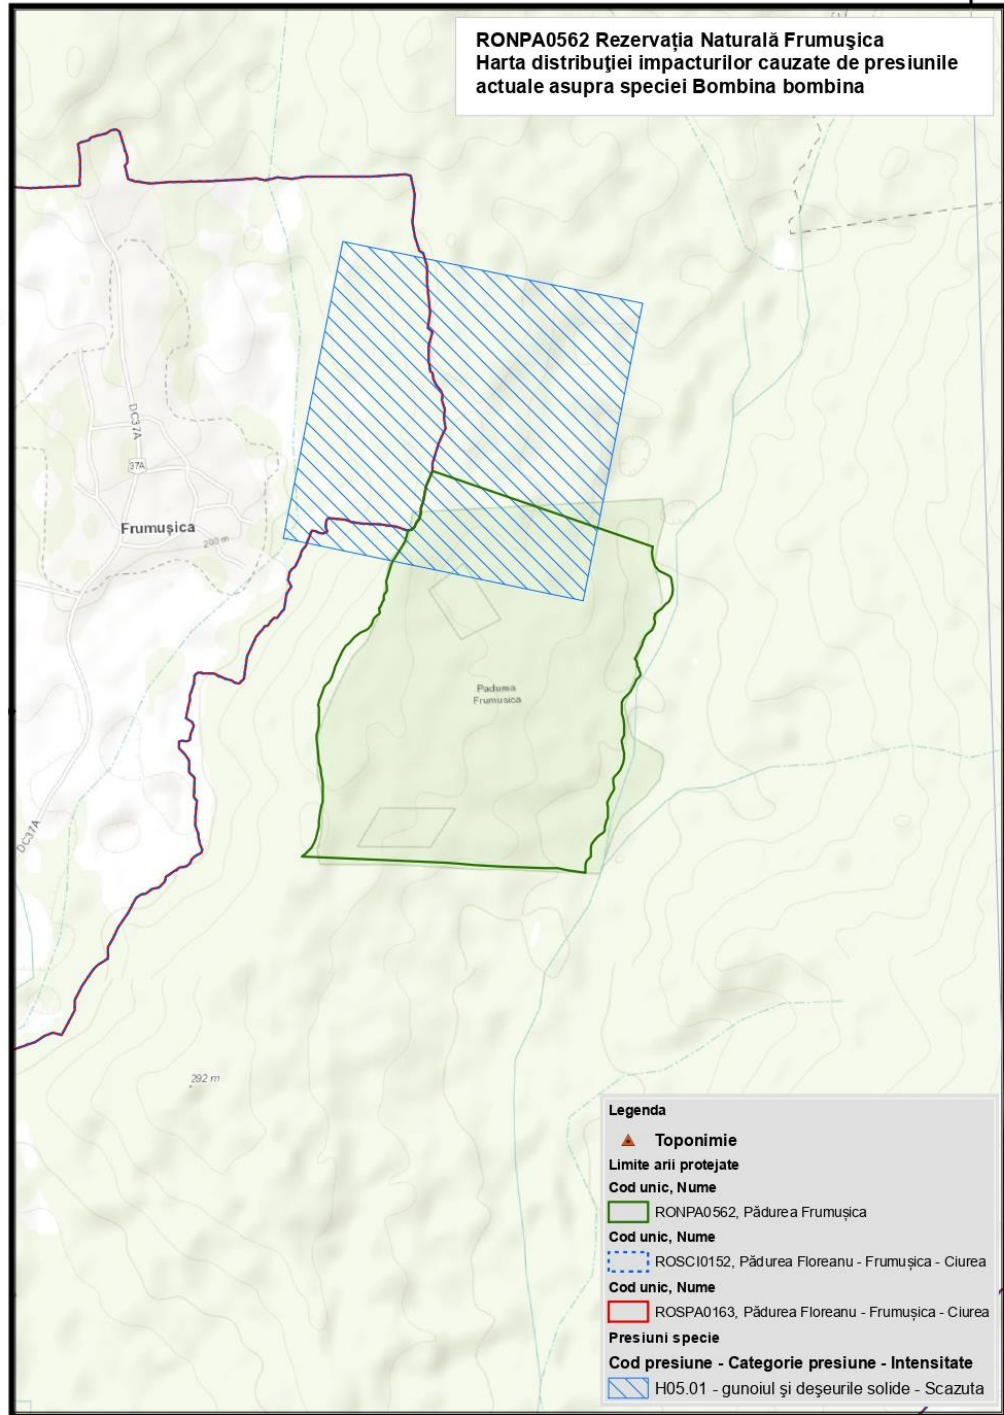 RONPA0562 Rezervația Naturală Frumușica
Harta distribuției impacturilor cauzate de presiunile
actuale asupra speciei Bombina bombina
DC37A
37A
Frumușica
200 m
Padurea
Frumusica
DC37A
292 m
Legenda
Toponimie
Limite arii protejate
Cod unic, Nume
RONPA0562, Pădurea Frumușica
Cod unic, Nume
ROSCI0152, Pădurea Floreanu - Frumușica - Ciurea
Cod unic, Nume
ROSPA0163, Pădurea Floreanu - Frumușica - Ciurea
Presiuni specie
Cod presiune - Categorie presiune - Intensitate
H05.01 - gunoiul și deșeurile solide - Scazuta